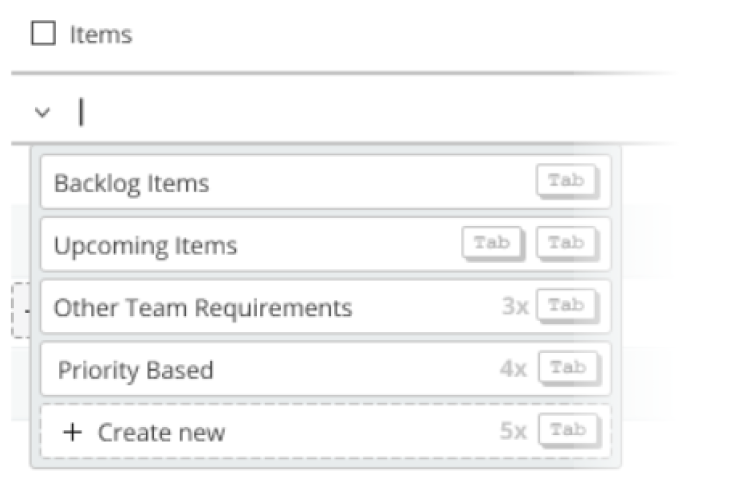 Items
Backlog Items Tab
Upcoming Items Tab Tab
Other Team Requirements 3x Tab
Priority Based 4x Tab
+ Create new 5x Tab